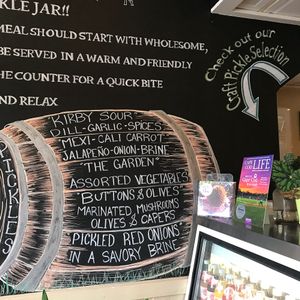 KLE JAR!!
MEAL SHOULD START WITH WHOLESOME,
BE SERVED IN A WARM AND FRIENDLY
THE COUNTER FOR A QUICK BITE
AND RELAX
Check out our
Craft Pickle Selection
KIRBY SOUR
DILL-GARLIC-SPICES
"MEXI-CALI CARROT"
JALAPEÑO-ONION-BRINE
"THE GARDEN"
ASSORTED VEGETABLES
BUTTONS & OLIVES
MARINATED MUSHROOMS
OLIVES & CAPERS
"PICKLED RED ONIONS"
IN A SAVORY BRINE
ICKLES
LIFE